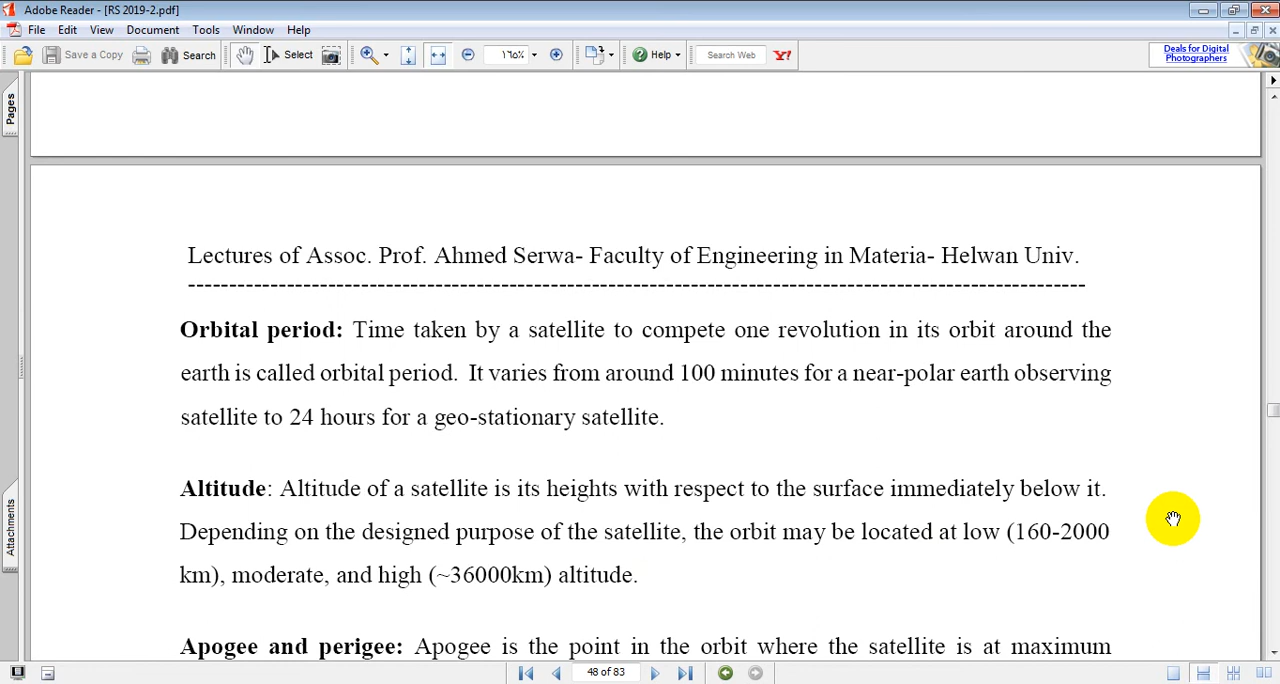 Adobe Reader - [RS 2019-2.pdf]
File Edit View Document Tools Window Help
Save a Copy Search Select ١٦٥% Help Search Web Y!
Deals for Digital
Photographers
Pages
Lectures of Assoc. Prof. Ahmed Serwa- Faculty of Engineering in Materia- Helwan Univ.
--------------------------------------------------------------------------------------------------------------
Orbital period: Time taken by a satellite to compete one revolution in its orbit around the
earth is called orbital period. It varies from around 100 minutes for a near-polar earth observing
satellite to 24 hours for a geo-stationary satellite.
Altitude: Altitude of a satellite is its heights with respect to the surface immediately below it.
Depending on the designed purpose of the satellite, the orbit may be located at low (160-2000
km), moderate, and high (~36000km) altitude.
Attachments
Apogee and perigee: Apogee is the point in the orbit where the satellite is at maximum
48 of 83